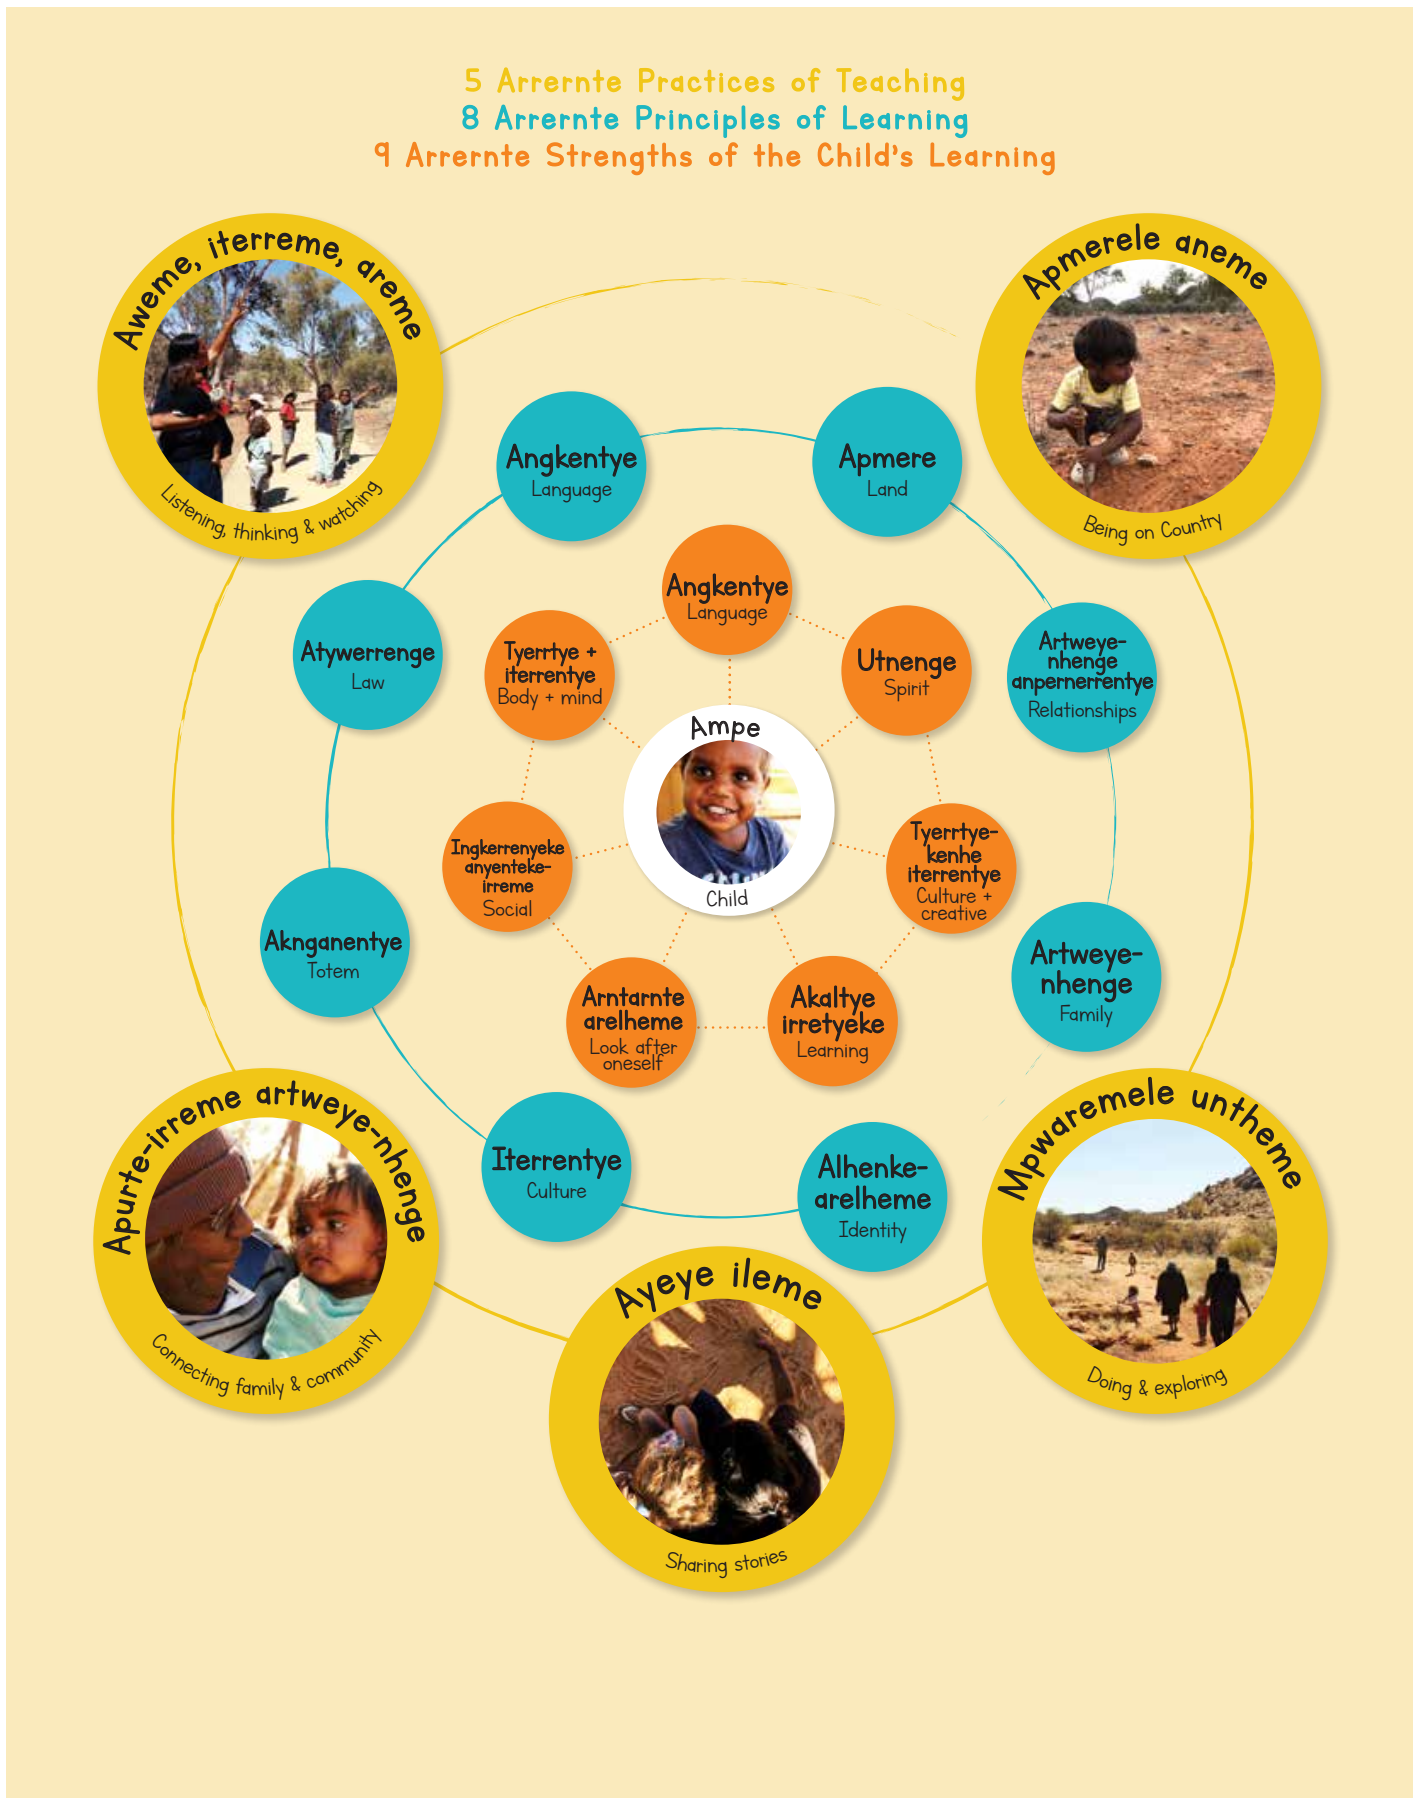 5 Arrernte Practices of Teaching
8 Arrernte Principles of Learning
9 Arrernte Strengths of the Child's Learning
Aweme, iterreme, areme
Listening, thinking & watching
Apmerele aneme
Being on Country
Angkentye
Language
Apmere
Land
Atywerrenge
Law
Artweye-
nhenge
anpernerrentye
Relationships
Angkentye
Language
Tyerrtye +
iterrentye
Body + mind
Utnenge
Spirit
Ampe
Child
Ingkerrenyeke
anyenteke-
irreme
Social
Tyerrtye-
kenhe
iterrentye
Culture +
creative
Arntarnte
arelheme
Look after
oneself
Akaltye
irretyeke
Learning
Aknganentye
Totem
Artweye-
nhenge
Family
Iterrentye
Culture
Alhenke-
arelheme
Identity
Apurte-irreme artweye-nhenge
Connecting family & community
Mpwaremele untheme
Doing & exploring
Ayeye ileme
Sharing stories